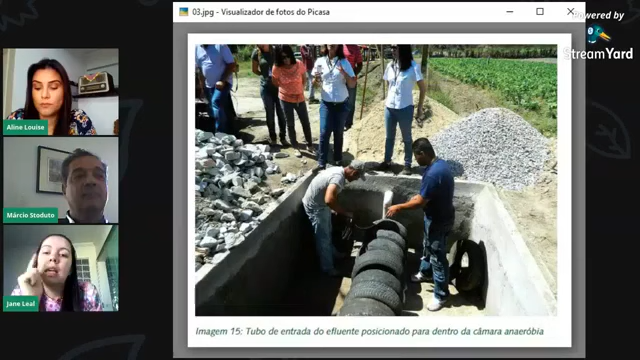 03.jpg - Visualizador de fotos do Picasa
Powered by
StreamYard
Aline Louise
Márcio Stoduto
Jane Leal
Imagem 15: Tubo de entrada do efluente posicionado para dentro da câmara anaeróbia